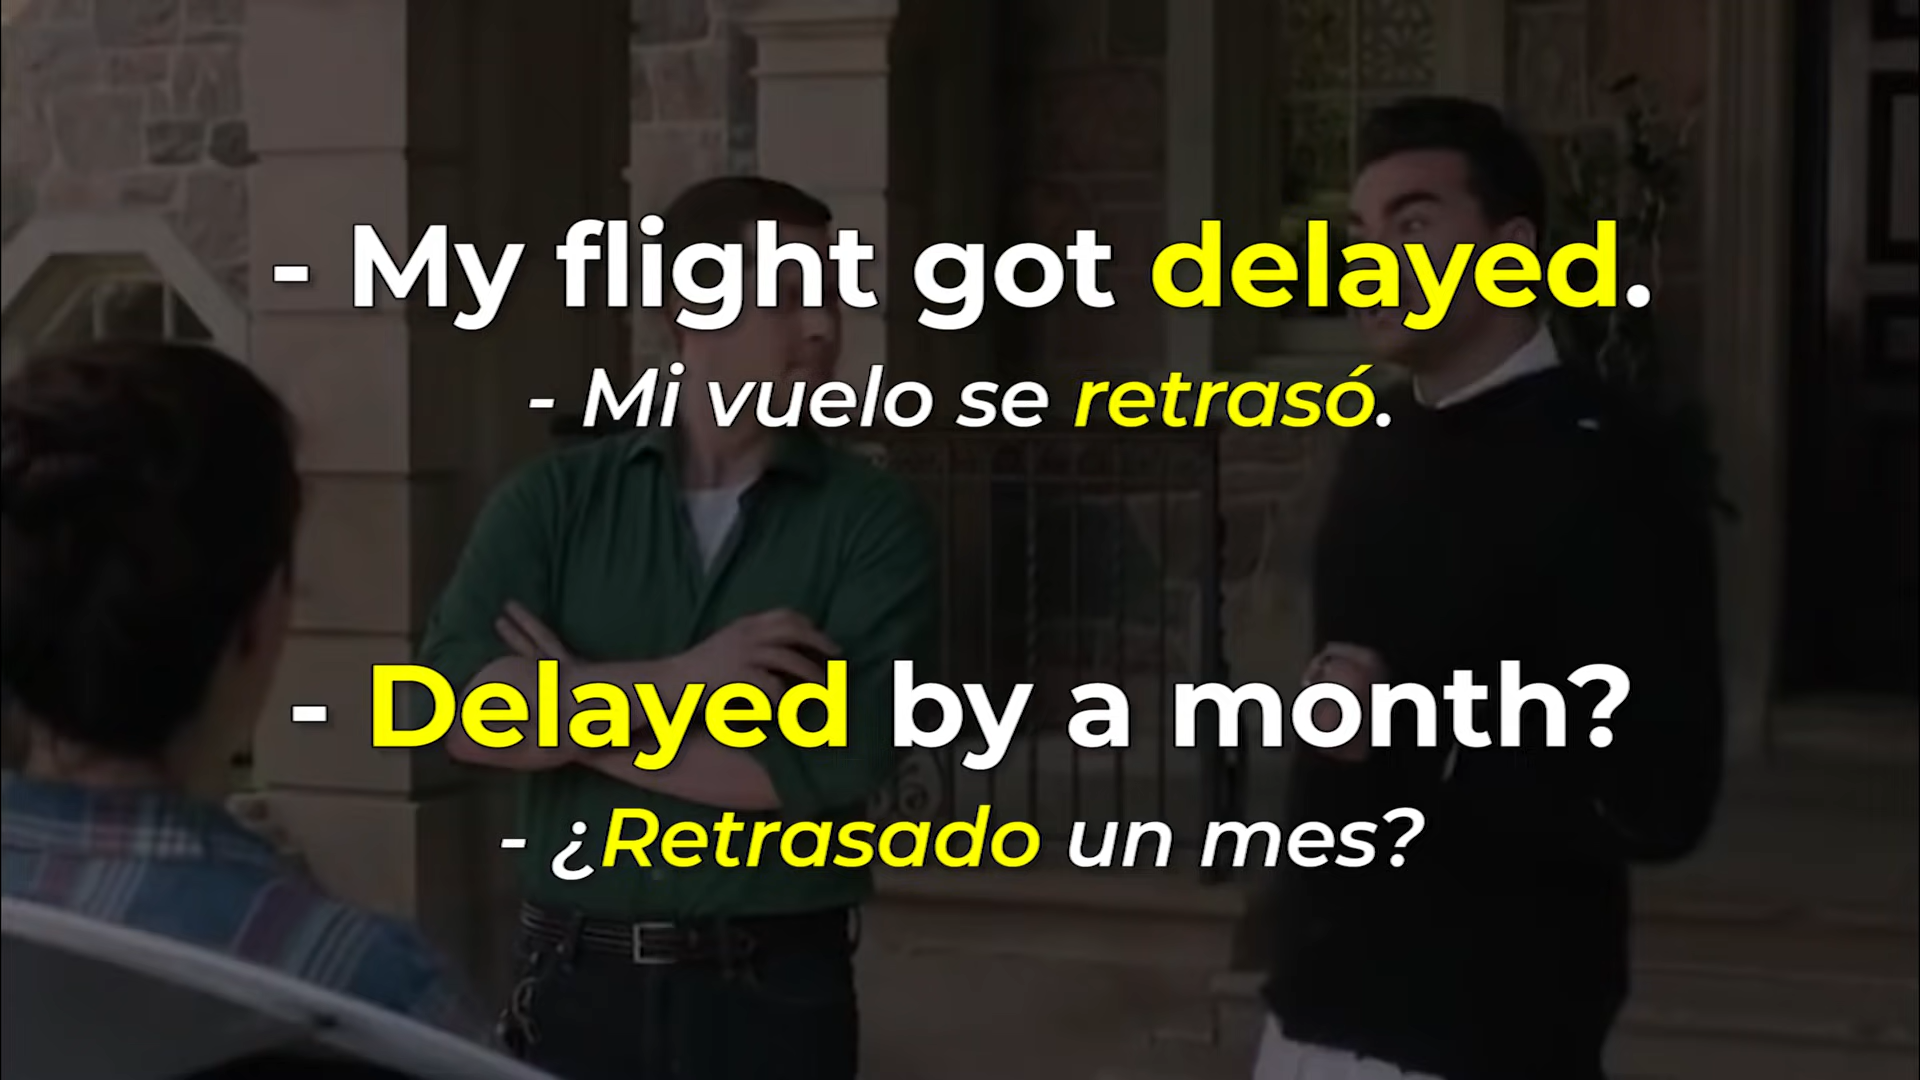 - My flight got delayed.
- Mi vuelo se retrasó.
- Delayed by a month?
- ¿Retrasado un mes?